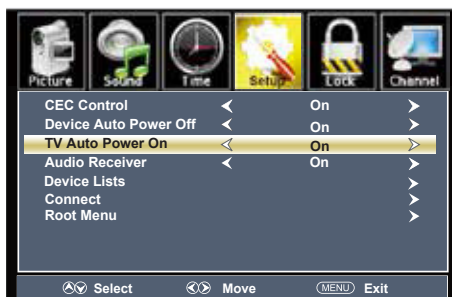 Picture Sound Time Setup Lock Channel
CEC Control On
Device Auto Power Off On
TV Auto Power On On
Audio Receiver On
Device Lists
Connect
Root Menu
Select Move MENU Exit